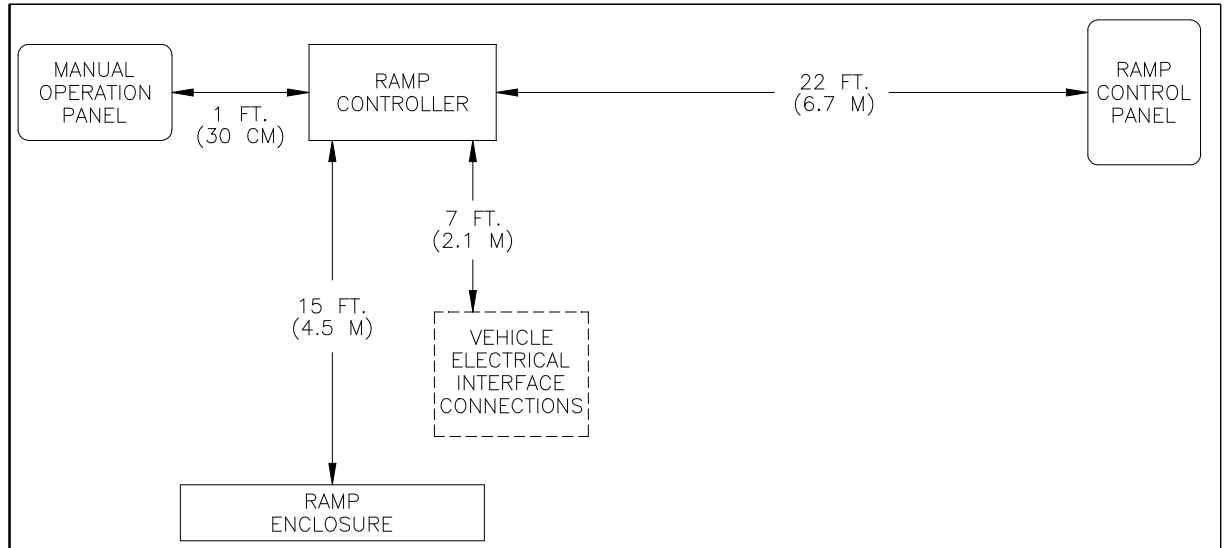 MANUAL
OPERATION
PANEL
1 FT.
(30 CM)
RAMP
CONTROLLER
22 FT.
(6.7 M)
RAMP
CONTROL
PANEL
7 FT.
(2.1 M)
15 FT.
(4.5 M)
VEHICLE
ELECTRICAL
INTERFACE
CONNECTIONS
RAMP
ENCLOSURE